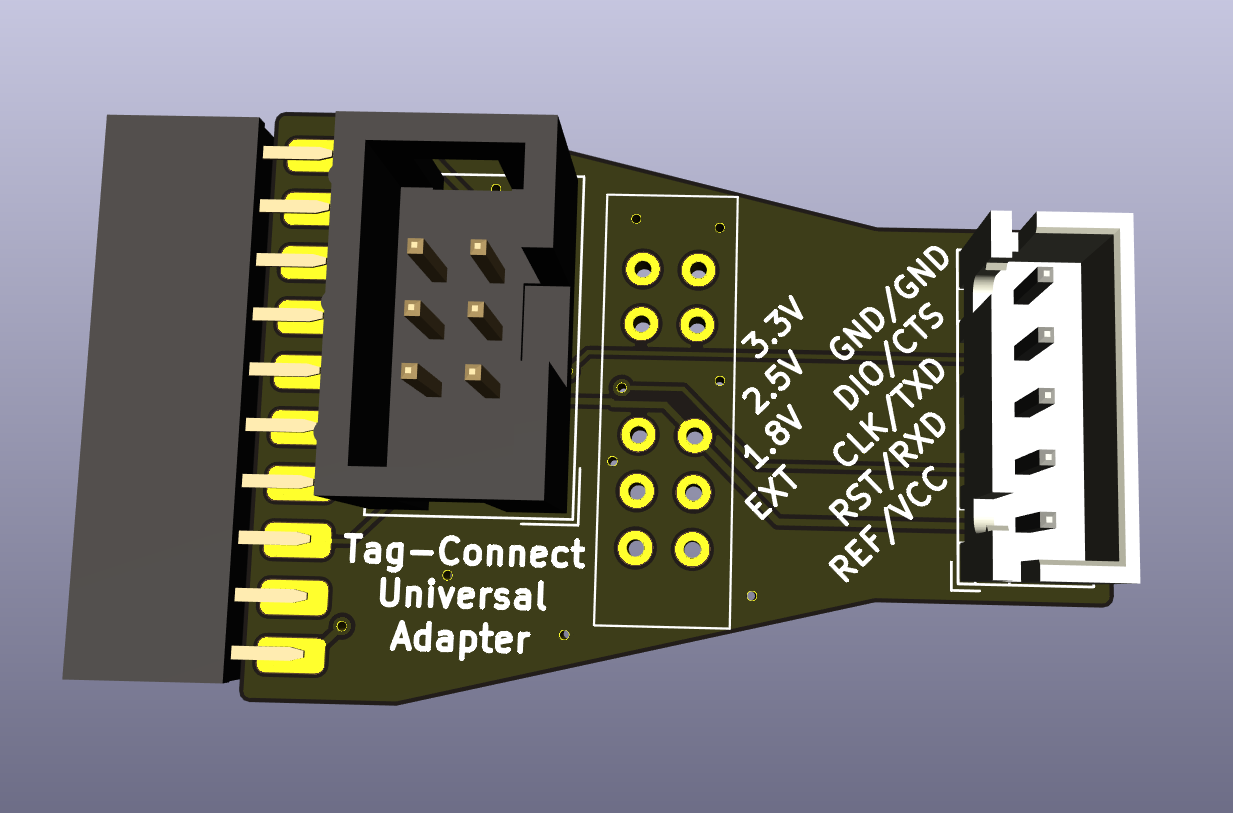 Tag-Connect
Universal
Adapter
3.3V
2.5V
1.8V
EXT
GND/GND
DIO/CTS
CLK/TXD
RST/RXD
REF/VCC